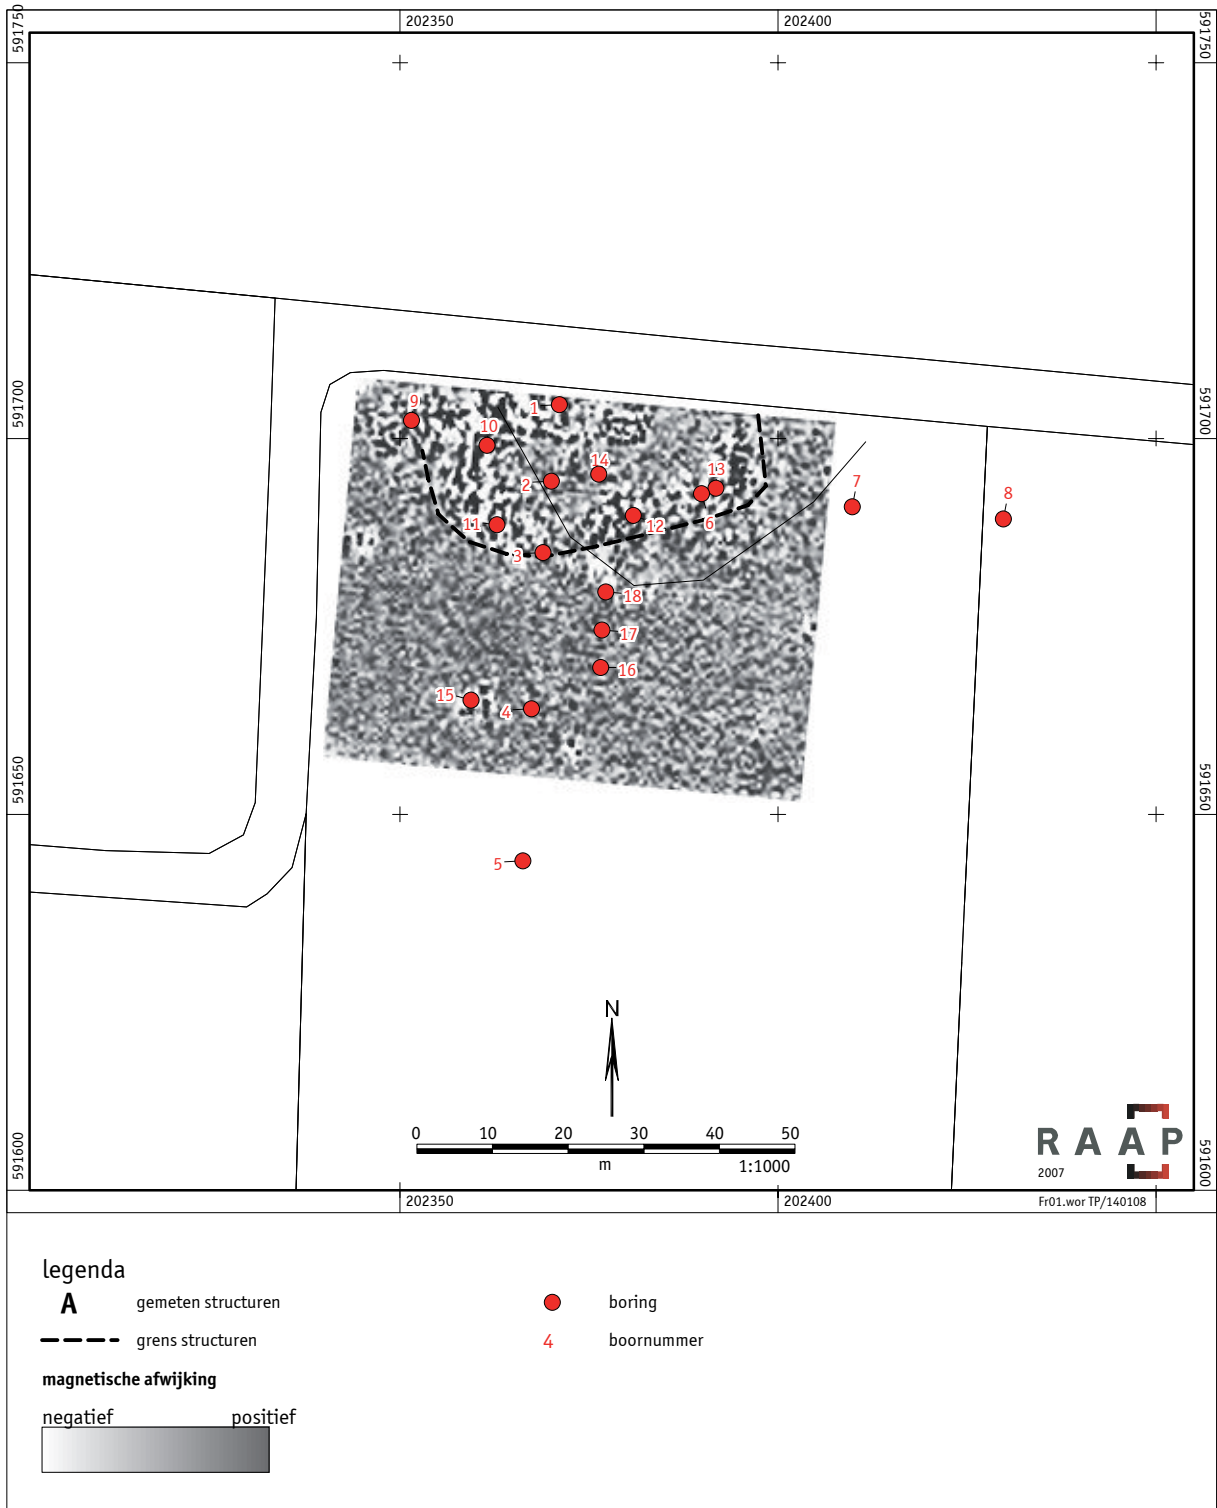 202350
202400
591750
591750
591700
591700
9
1
10
14
13
2
7
8
11
12
6
3
18
17
16
15
4
591650
591650
5
N
0 10 20 30 40 50
m
1:1000
RAAP
2007
591600
591600
202350
202400
Fr01.wor TP/140108
legenda
A gemeten structuren
boring
grens structuren
4 boornummer
magnetische afwijking
negatief positief